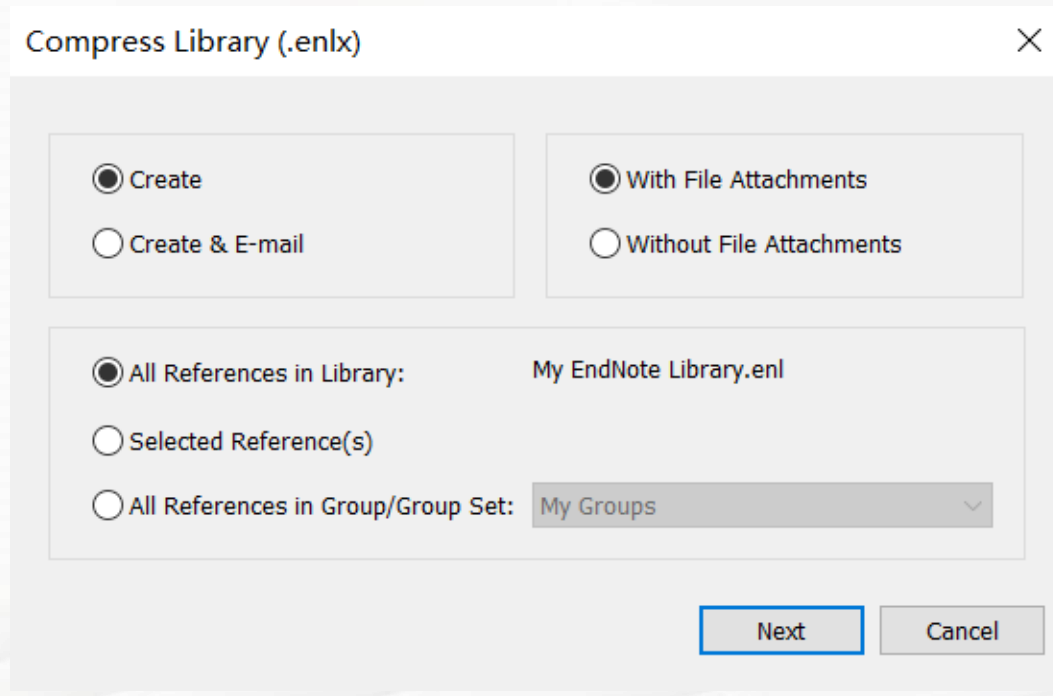 Compress Library (.enlx)
Create
Create & E-mail
With File Attachments
Without File Attachments
All References in Library: My EndNote Library.enl
Selected Reference(s)
All References in Group/Group Set: My Groups
Next Cancel